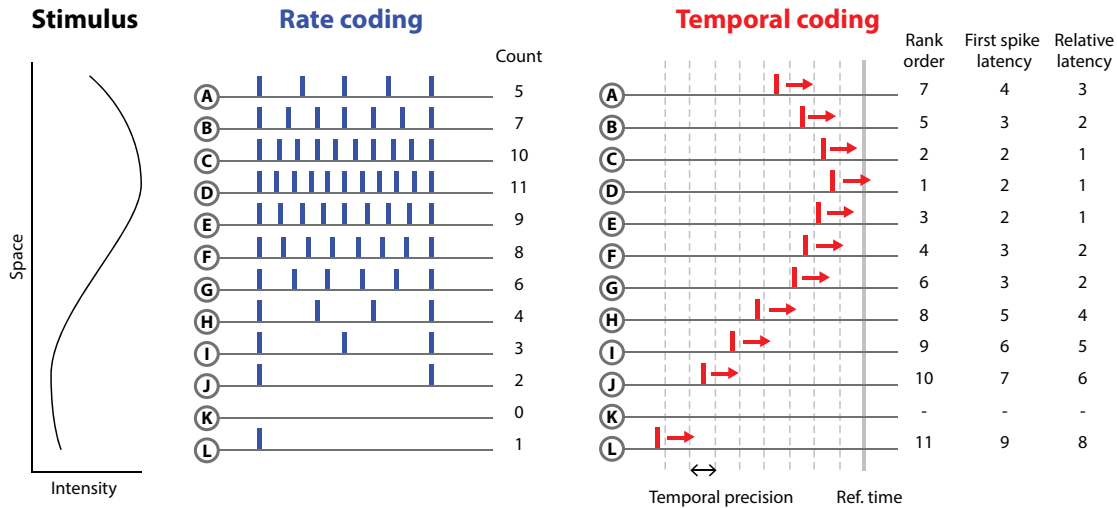 Stimulus Rate coding Temporal coding
Count
Rank order First spike latency Relative latency
A 5 A 7 4 3
B 7 B 5 3 2
C 10 C 2 2 1
D 11 D 1 2 1
E 9 E 3 2 1
F 8 F 4 3 2
G 6 G 6 3 2
H 4 H 8 5 4
I 3 I 9 6 5
J 2 J 10 7 6
K 0 K - - -
L 1 L 11 9 8
Space
Intensity
Temporal precision Ref. time